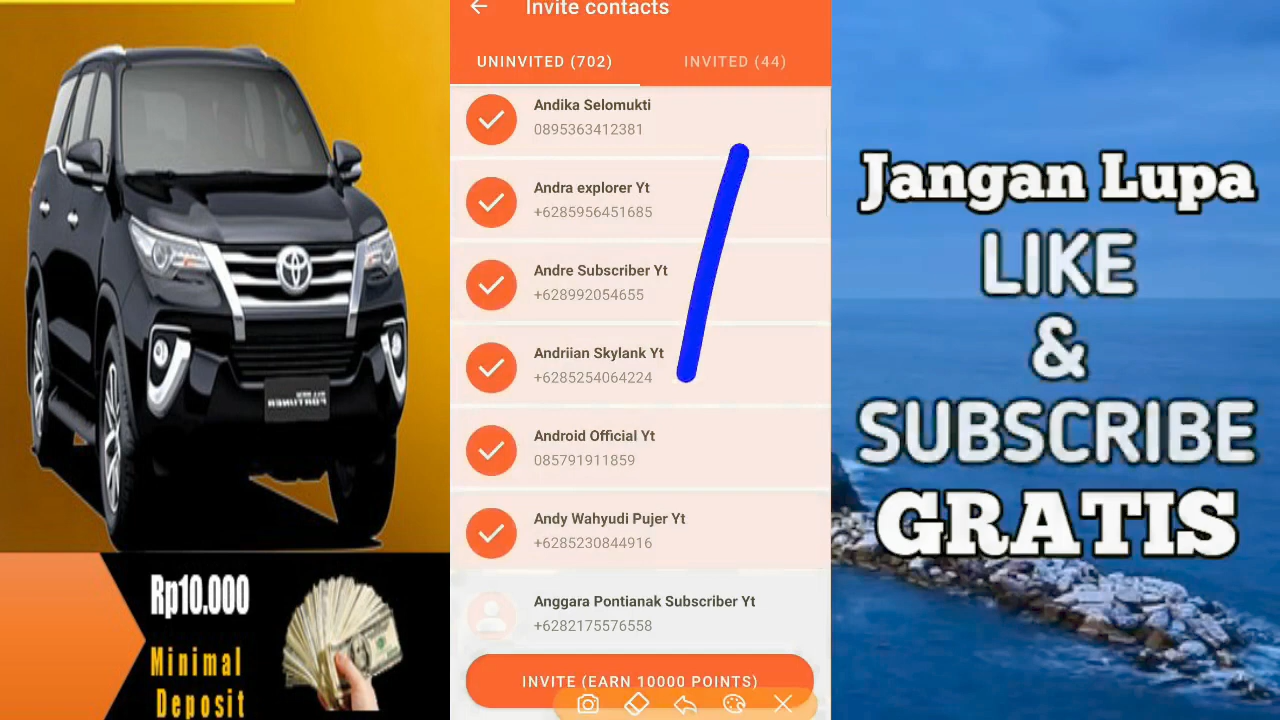 Rp10.000
Minimal
Deposit
Invite contacts
UNINVITED (702)
INVITED (44)
Andika Selomukti
0895363412381
Andra explorer Yt
+6285956451685
Andre Subscriber Yt
+628992054655
Andriian Skylank Yt
+6285254064224
Android Official Yt
085791911859
Andy Wahyudi Pujer Yt
+6285230844916
Anggara Pontianak Subscriber Yt
+6282175576558
INVITE (EARN 10000 POINTS)
Jangan Lupa
LIKE
&
SUBSCRIBE
GRATIS